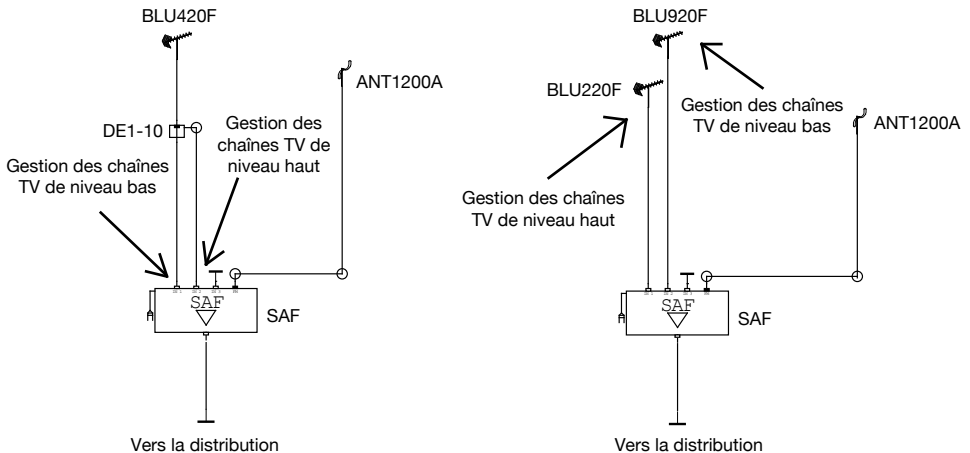 BLU420F
ANT1200A
DE1-10
Gestion des
chaînes TV de
niveau haut
Gestion des chaînes
TV de niveau bas
SAF
SAF
Vers la distribution
BLU920F
BLU220F
Gestion des chaînes
TV de niveau bas
ANT1200A
Gestion des chaînes
TV de niveau haut
SAF
SAF
Vers la distribution